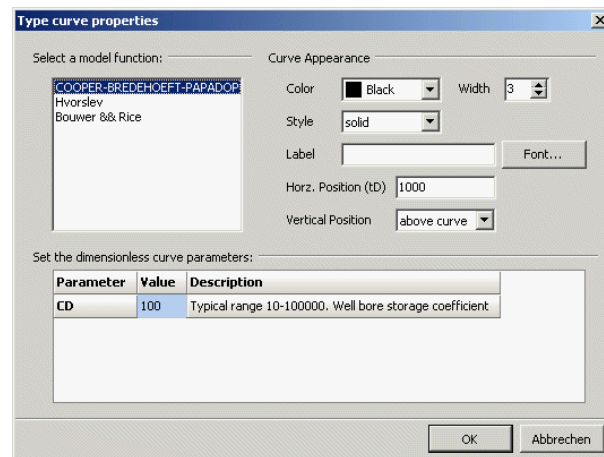 Type curve properties
Select a model function:
COOPER-BREDEHOEFT-PAPADOP
Hvorslev
Bouwer && Rice
Curve Appearance
Color Black Width 3
Style solid
Label Font...
Horz. Position (tD) 1000
Vertical Position above curve
Set the dimensionless curve parameters:
Parameter Value Description
CD 100 Typical range 10-100000. Well bore storage coefficient
OK Abbrechen